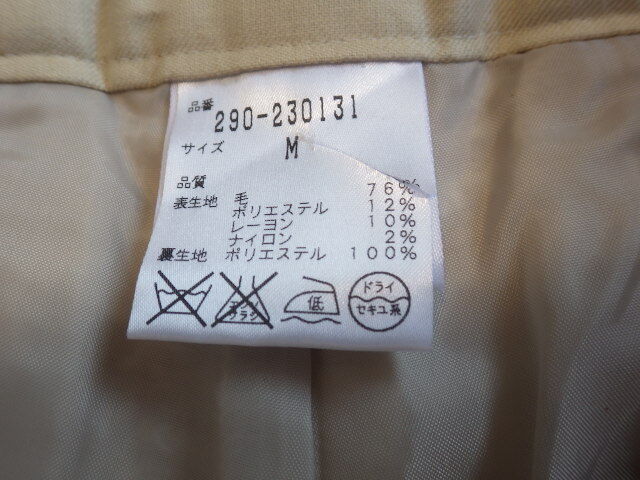 品番
290-230131
サイズ M
品質
表生地 毛 76%
ポリエステル 12%
レーヨン 10%
ナイロン 2%
裏生地 ポリエステル 100%
低
ドライ
セキユ系